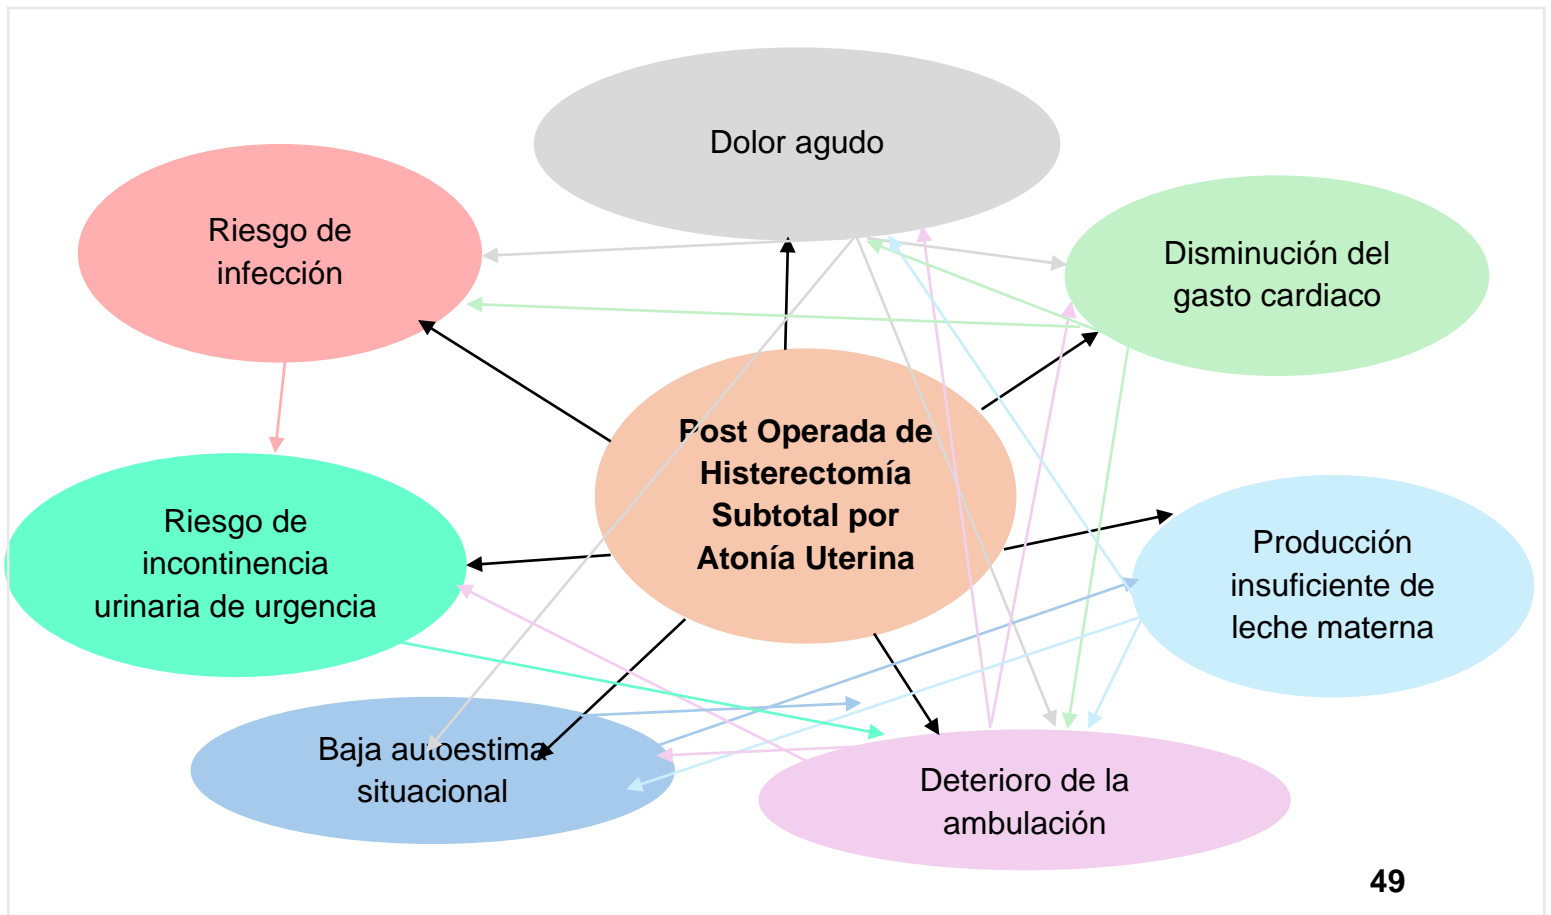 Dolor agudo
Riesgo de
infección
Disminución del
gasto cardiaco
Post Operada de
Histerectomía
Subtotal por
Atonía Uterina
Riesgo de
incontinencia
urinaria de urgencia
Producción
insuficiente de
leche materna
Baja autoestima
situacional
Deterioro de la
ambulación
49